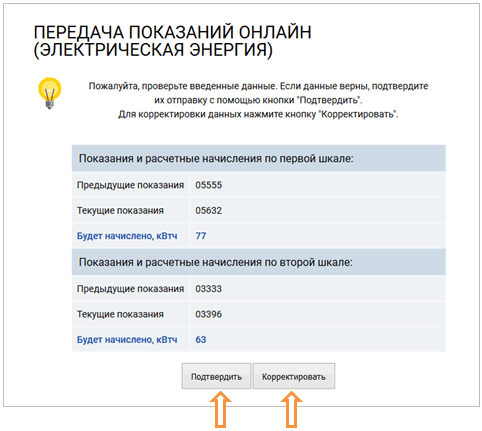 ПЕРЕДАЧА ПОКАЗАНИЙ ОНЛАЙН
(ЭЛЕКТРИЧЕСКАЯ ЭНЕРГИЯ)
Пожалуйта, проверьте введенные данные. Если данные верны, подтвердите
их отправку с помощью кнопки "Подтвердить".
Для корректировки данных нажмите кнопку "Корректировать".
Показания и расчетные начисления по первой шкале:
Предыдущие показания 05555
Текущие показания 05632
Будет начислено, кВтч 77
Показания и расчетные начисления по второй шкале:
Предыдущие показания 03333
Текущие показания 03396
Будет начислено, кВтч 63
Подтвердить Корректировать